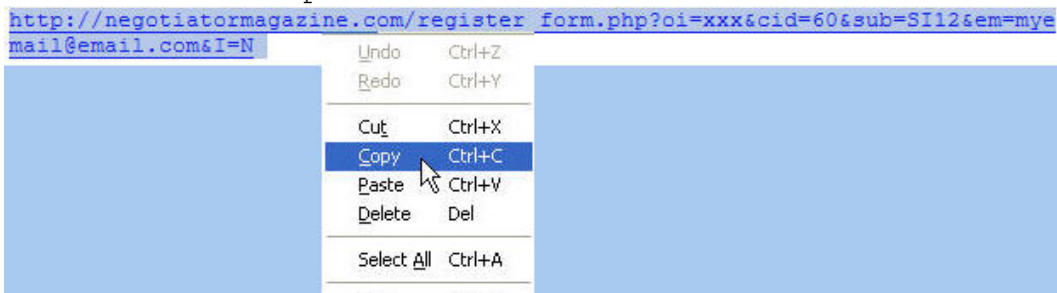 http://negotiatormagazine.com/register_form.php?oi=xxx&cid=60&sub=SI12&em=mye
mail@email.com&I=N
Undo Ctrl+Z
Redo Ctrl+Y
Cut Ctrl+X
Copy Ctrl+C
Paste Ctrl+V
Delete Del
Select All Ctrl+A